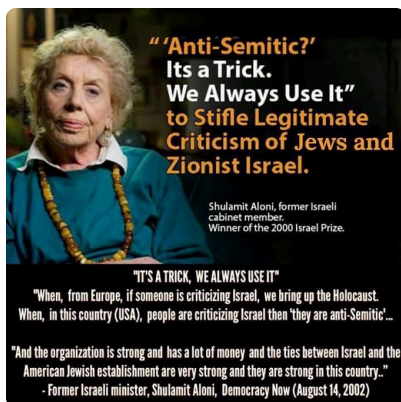 “ ‘Anti-Semitic?’
Its a Trick.
We Always Use It”
to Stifle Legitimate
Criticism of Jews and
Zionist Israel.
Shulamit Aloni, former Israeli
cabinet member.
Winner of the 2000 Israel Prize.
"IT'S A TRICK, WE ALWAYS USE IT"
"When, from Europe, if someone is criticizing Israel, we bring up the Holocaust.
When, in this country (USA), people are criticizing Israel then 'they are anti-Semitic'...
"And the organization is strong and has a lot of money and the ties between Israel and the
American Jewish establishment are very strong and they are strong in this country.."
- Former Israeli minister, Shulamit Aloni, Democracy Now (August 14, 2002)